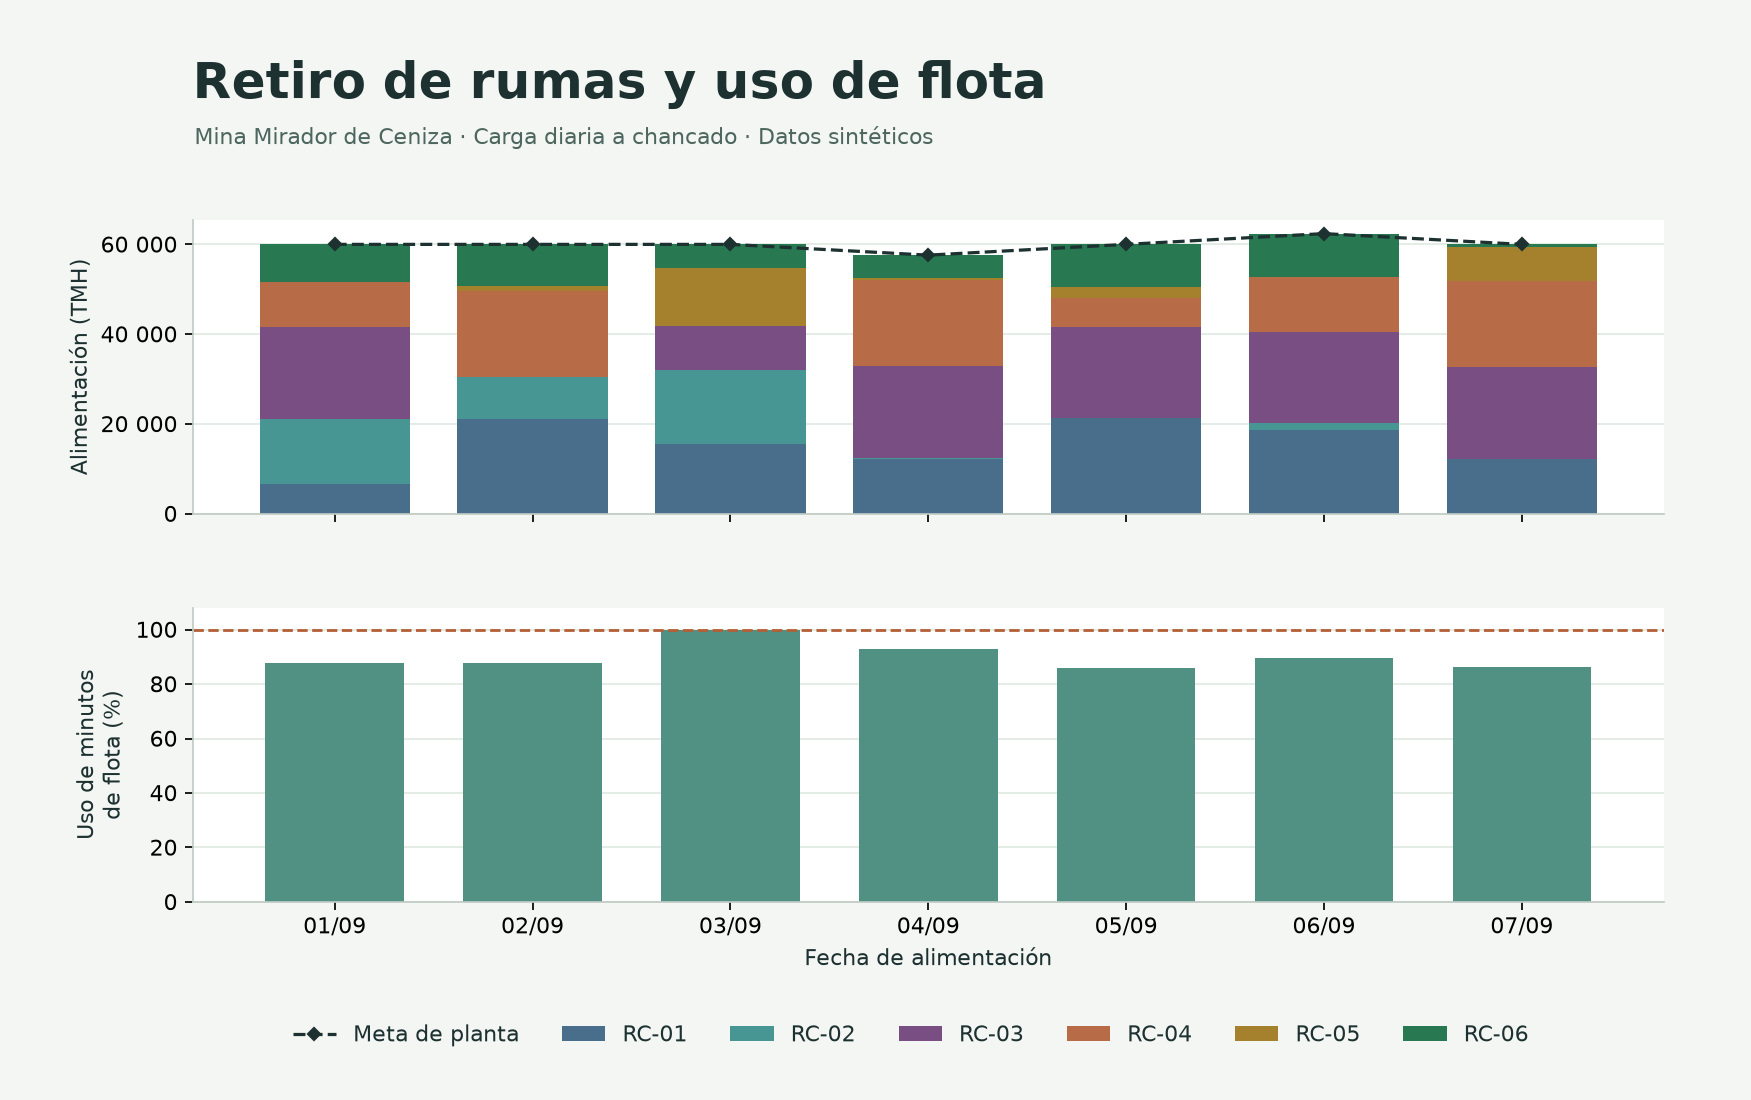 Retiro de rumas y uso de flota
Mina Mirador de Ceniza · Carga diaria a chancado · Datos sintéticos
Alimentación (TMH)
60 000
40 000
20 000
0
Uso de minutos
de flota (%)
100
80
60
40
20
0
01/09 02/09 03/09 04/09 05/09 06/09 07/09
Fecha de alimentación
Meta de planta RC-01 RC-02 RC-03 RC-04 RC-05 RC-06